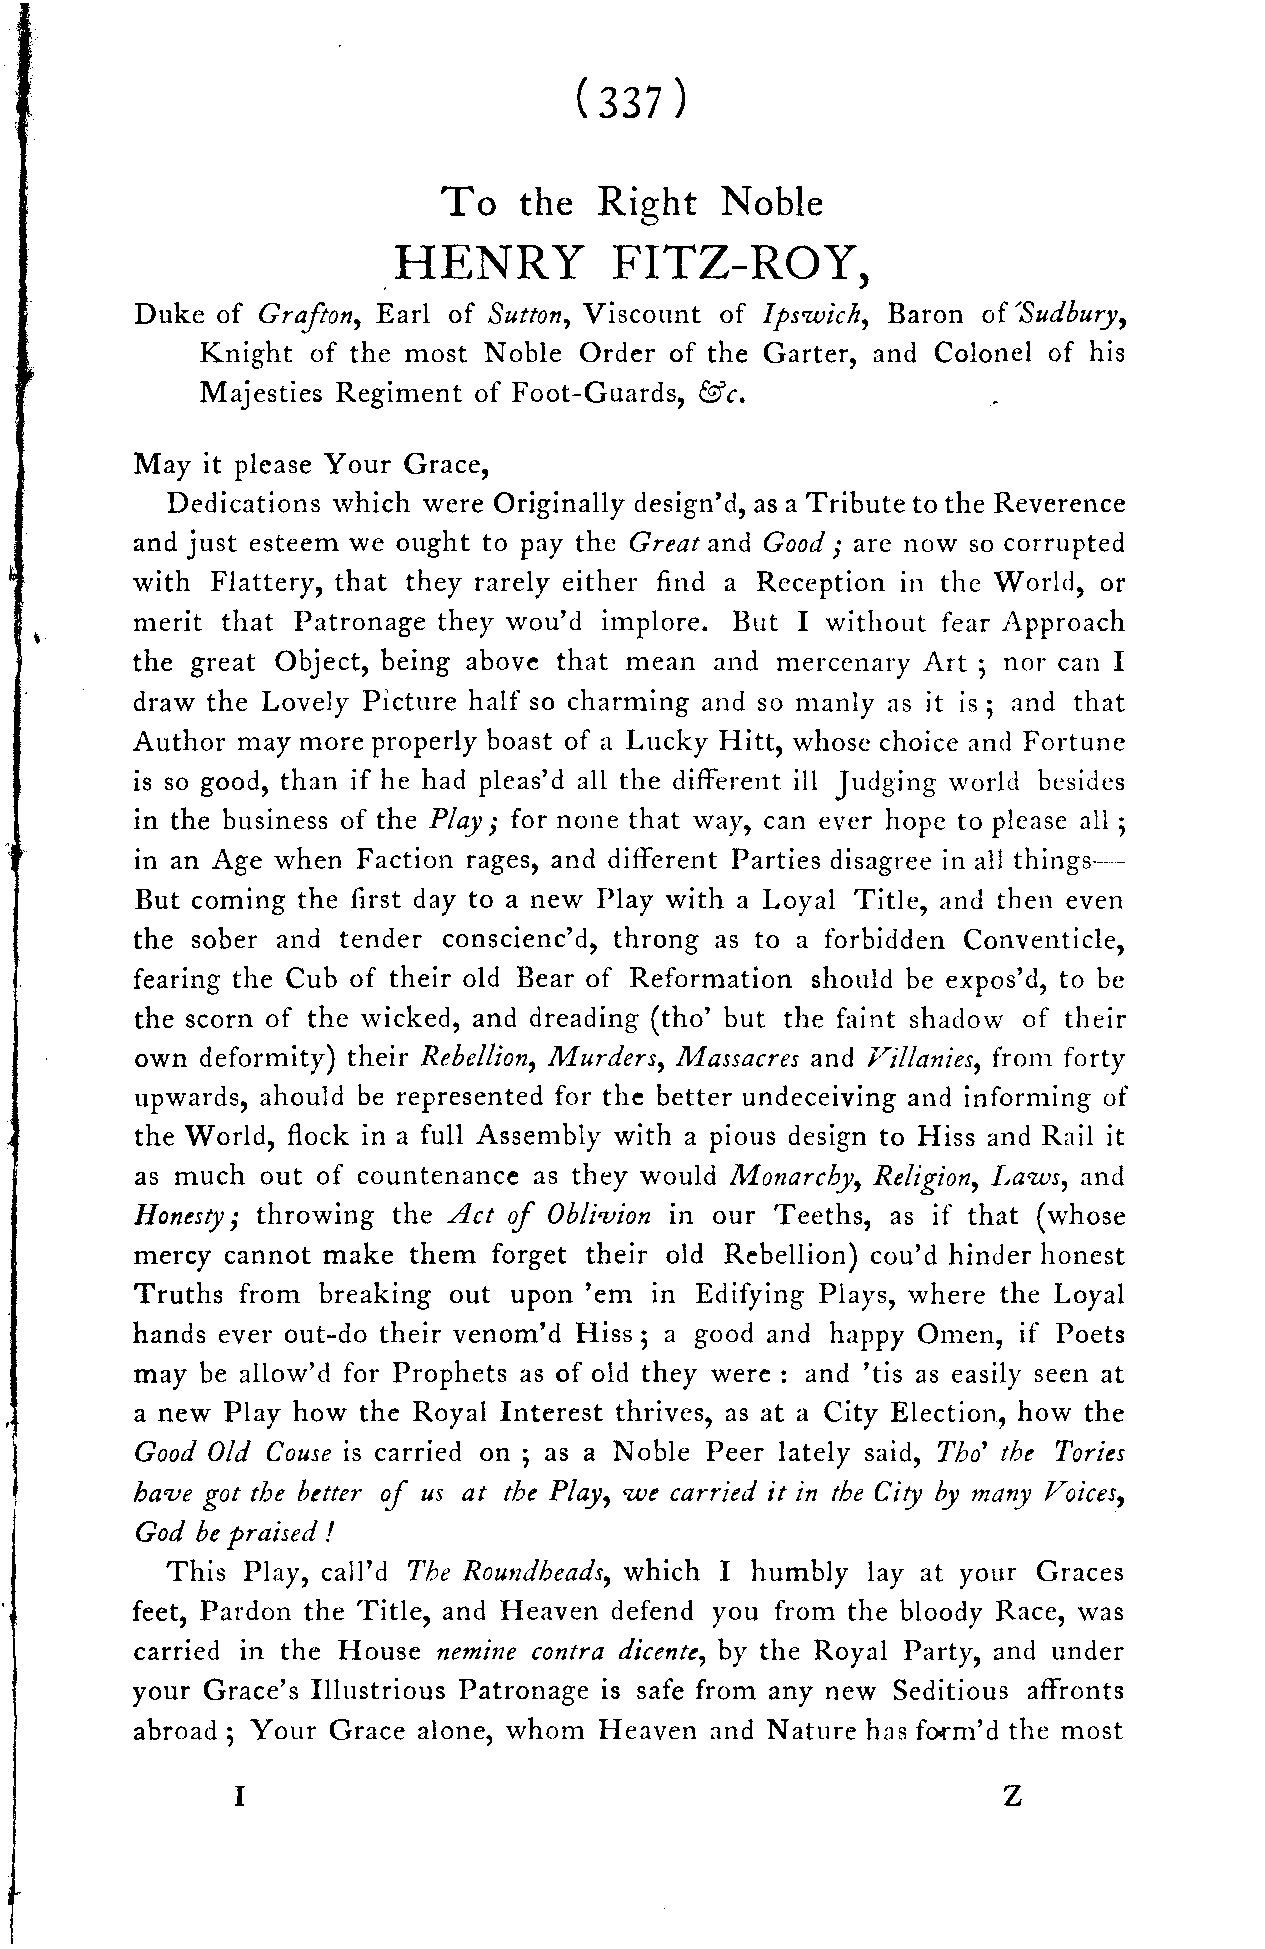 (337)
To the Right Noble
HENRY FITZ-ROY,
Duke of Grafton, Earl of Sutton, Viscount of Ipswich, Baron of Sudbury,
Knight of the most Noble Order of the Garter, and Colonel of his
Majesties Regiment of Foot-Guards, &c.
May it please Your Grace,
Dedications which were Originally design'd, as a Tribute to the Reverence
and just esteem we ought to pay the Great and Good; are now so corrupted
with Flattery, that they rarely either find a Reception in the World, or
merit that Patronage they wou'd implore. But I without fear Approach
the great Object, being above that mean and mercenary Art; nor can I
draw the Lovely Picture half so charming and so manly as it is; and that
Author may more properly boast of a Lucky Hitt, whose choice and Fortune
is so good, than if he had pleas'd all the different ill Judging world besides
in the business of the Play; for none that way, can ever hope to please all;
in an Age when Faction rages, and different Parties disagree in all things—
But coming the first day to a new Play with a Loyal Title, and then even
the sober and tender conscienc'd, throng as to a forbidden Conventicle,
fearing the Cub of their old Bear of Reformation should be expos'd, to be
the scorn of the wicked, and dreading (tho' but the faint shadow of their
own deformity) their Rebellion, Murders, Massacres and Villanies, from forty
upwards, ahould be represented for the better undeceiving and informing of
the World, flock in a full Assembly with a pious design to Hiss and Rail it
as much out of countenance as they would Monarchy, Religion, Laws, and
Honesty; throwing the Act of Oblivion in our Teeths, as if that (whose
mercy cannot make them forget their old Rebellion) cou'd hinder honest
Truths from breaking out upon 'em in Edifying Plays, where the Loyal
hands ever out-do their venom'd Hiss; a good and happy Omen, if Poets
may be allow'd for Prophets as of old they were: and 'tis as easily seen at
a new Play how the Royal Interest thrives, as at a City Election, how the
Good Old Couse is carried on; as a Noble Peer lately said, Tho' the Tories
have got the better of us at the Play, we carried it in the City by many Voices,
God be praised!
This Play, call'd The Roundheads, which I humbly lay at your Graces
feet, Pardon the Title, and Heaven defend you from the bloody Race, was
carried in the House nemine contra dicente, by the Royal Party, and under
your Grace's Illustrious Patronage is safe from any new Seditious affronts
abroad; Your Grace alone, whom Heaven and Nature has form'd the most
I Z